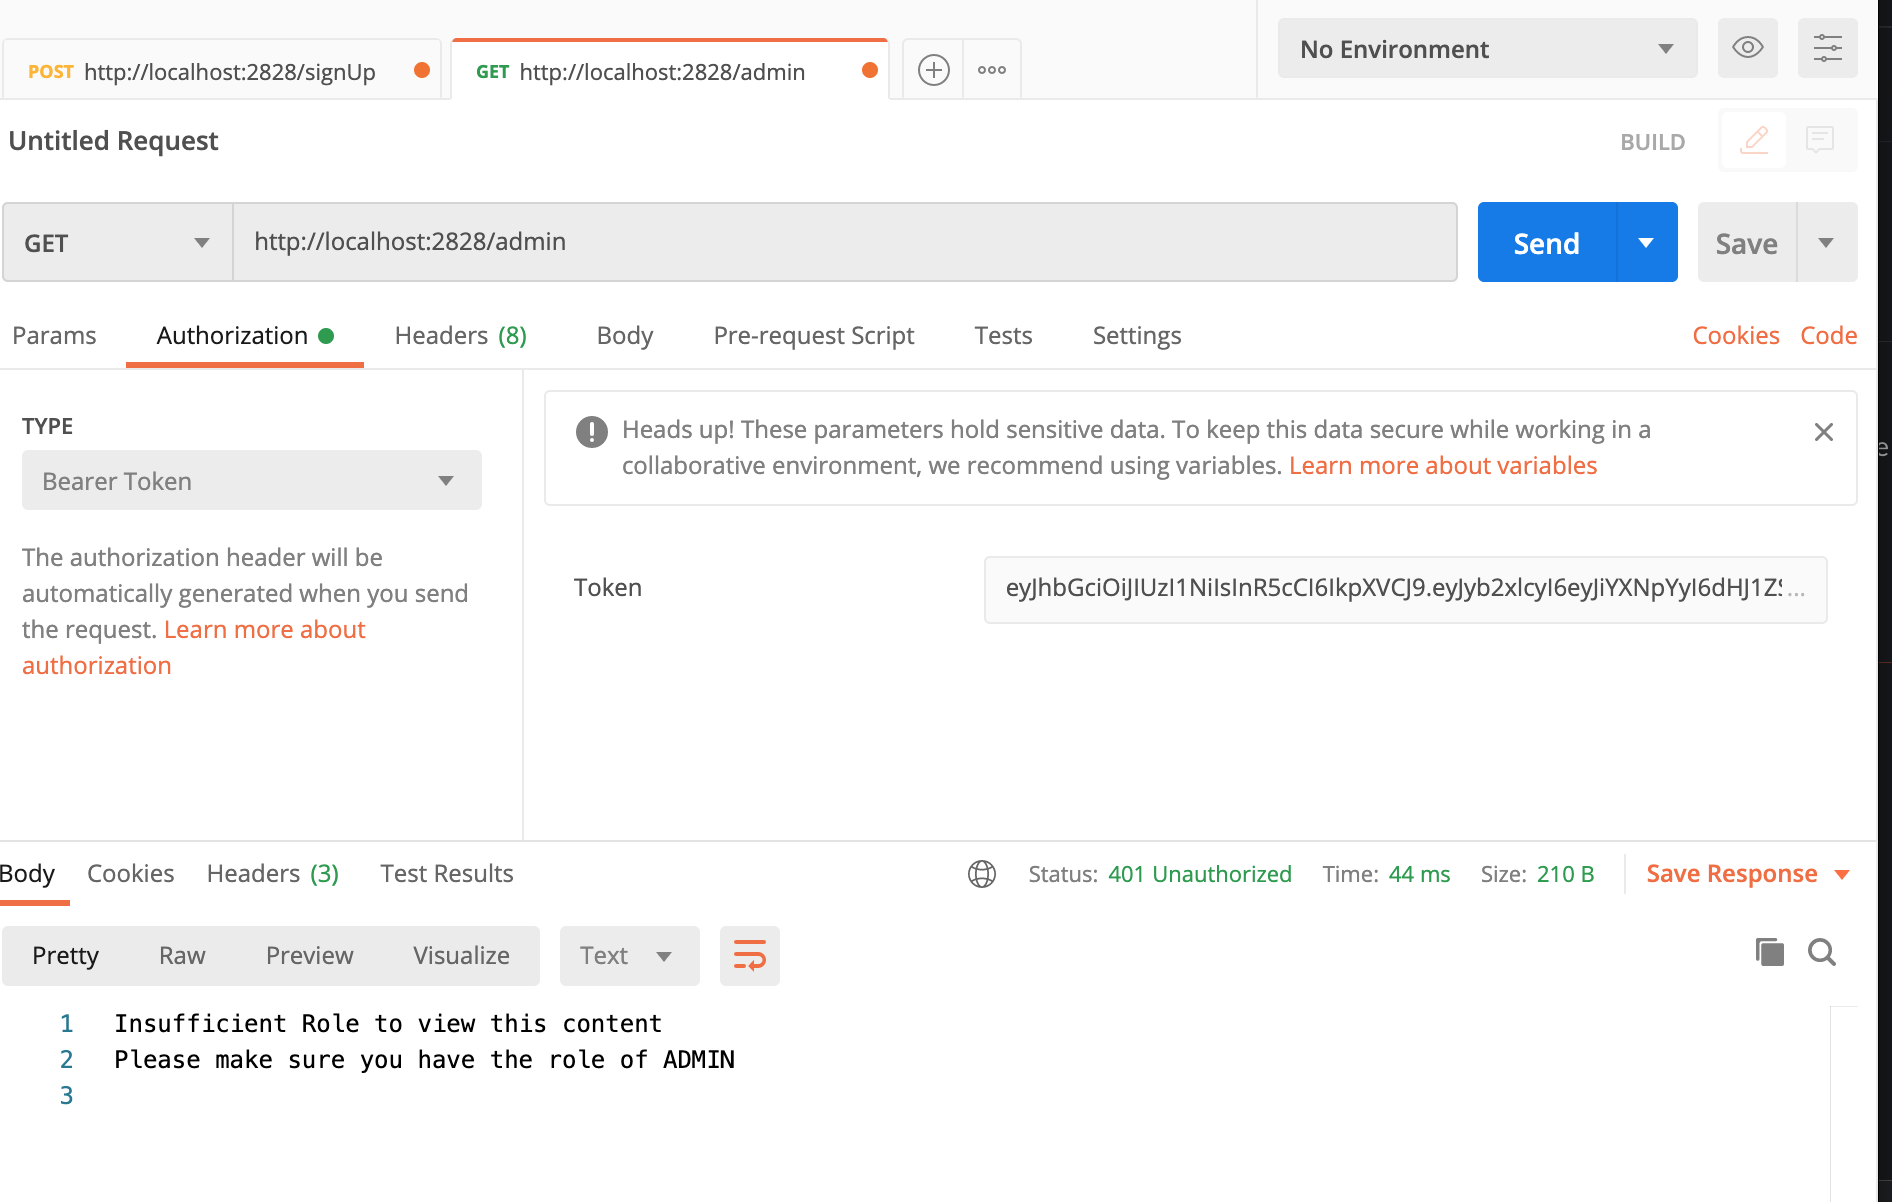 POST http://localhost:2828/signUp
GET http://localhost:2828/admin
No Environment
Untitled Request
BUILD
GET
http://localhost:2828/admin
Send
Save
Params
Authorization
Headers (8)
Body
Pre-request Script
Tests
Settings
Cookies
Code
TYPE
Bearer Token
The authorization header will be
automatically generated when you send
the request. Learn more about
authorization
Heads up! These parameters hold sensitive data. To keep this data secure while working in a
collaborative environment, we recommend using variables. Learn more about variables
Token
eyJhbGciOiJIUzI1NiIsInR5cCI6IkpXVCJ9.eyJyb2xlcyI6eyJiYXNpYyI6dHJ1ZS...
Body
Cookies
Headers (3)
Test Results
Status: 401 Unauthorized
Time: 44 ms
Size: 210 B
Save Response
Pretty
Raw
Preview
Visualize
Text
1 Insufficient Role to view this content
2 Please make sure you have the role of ADMIN
3